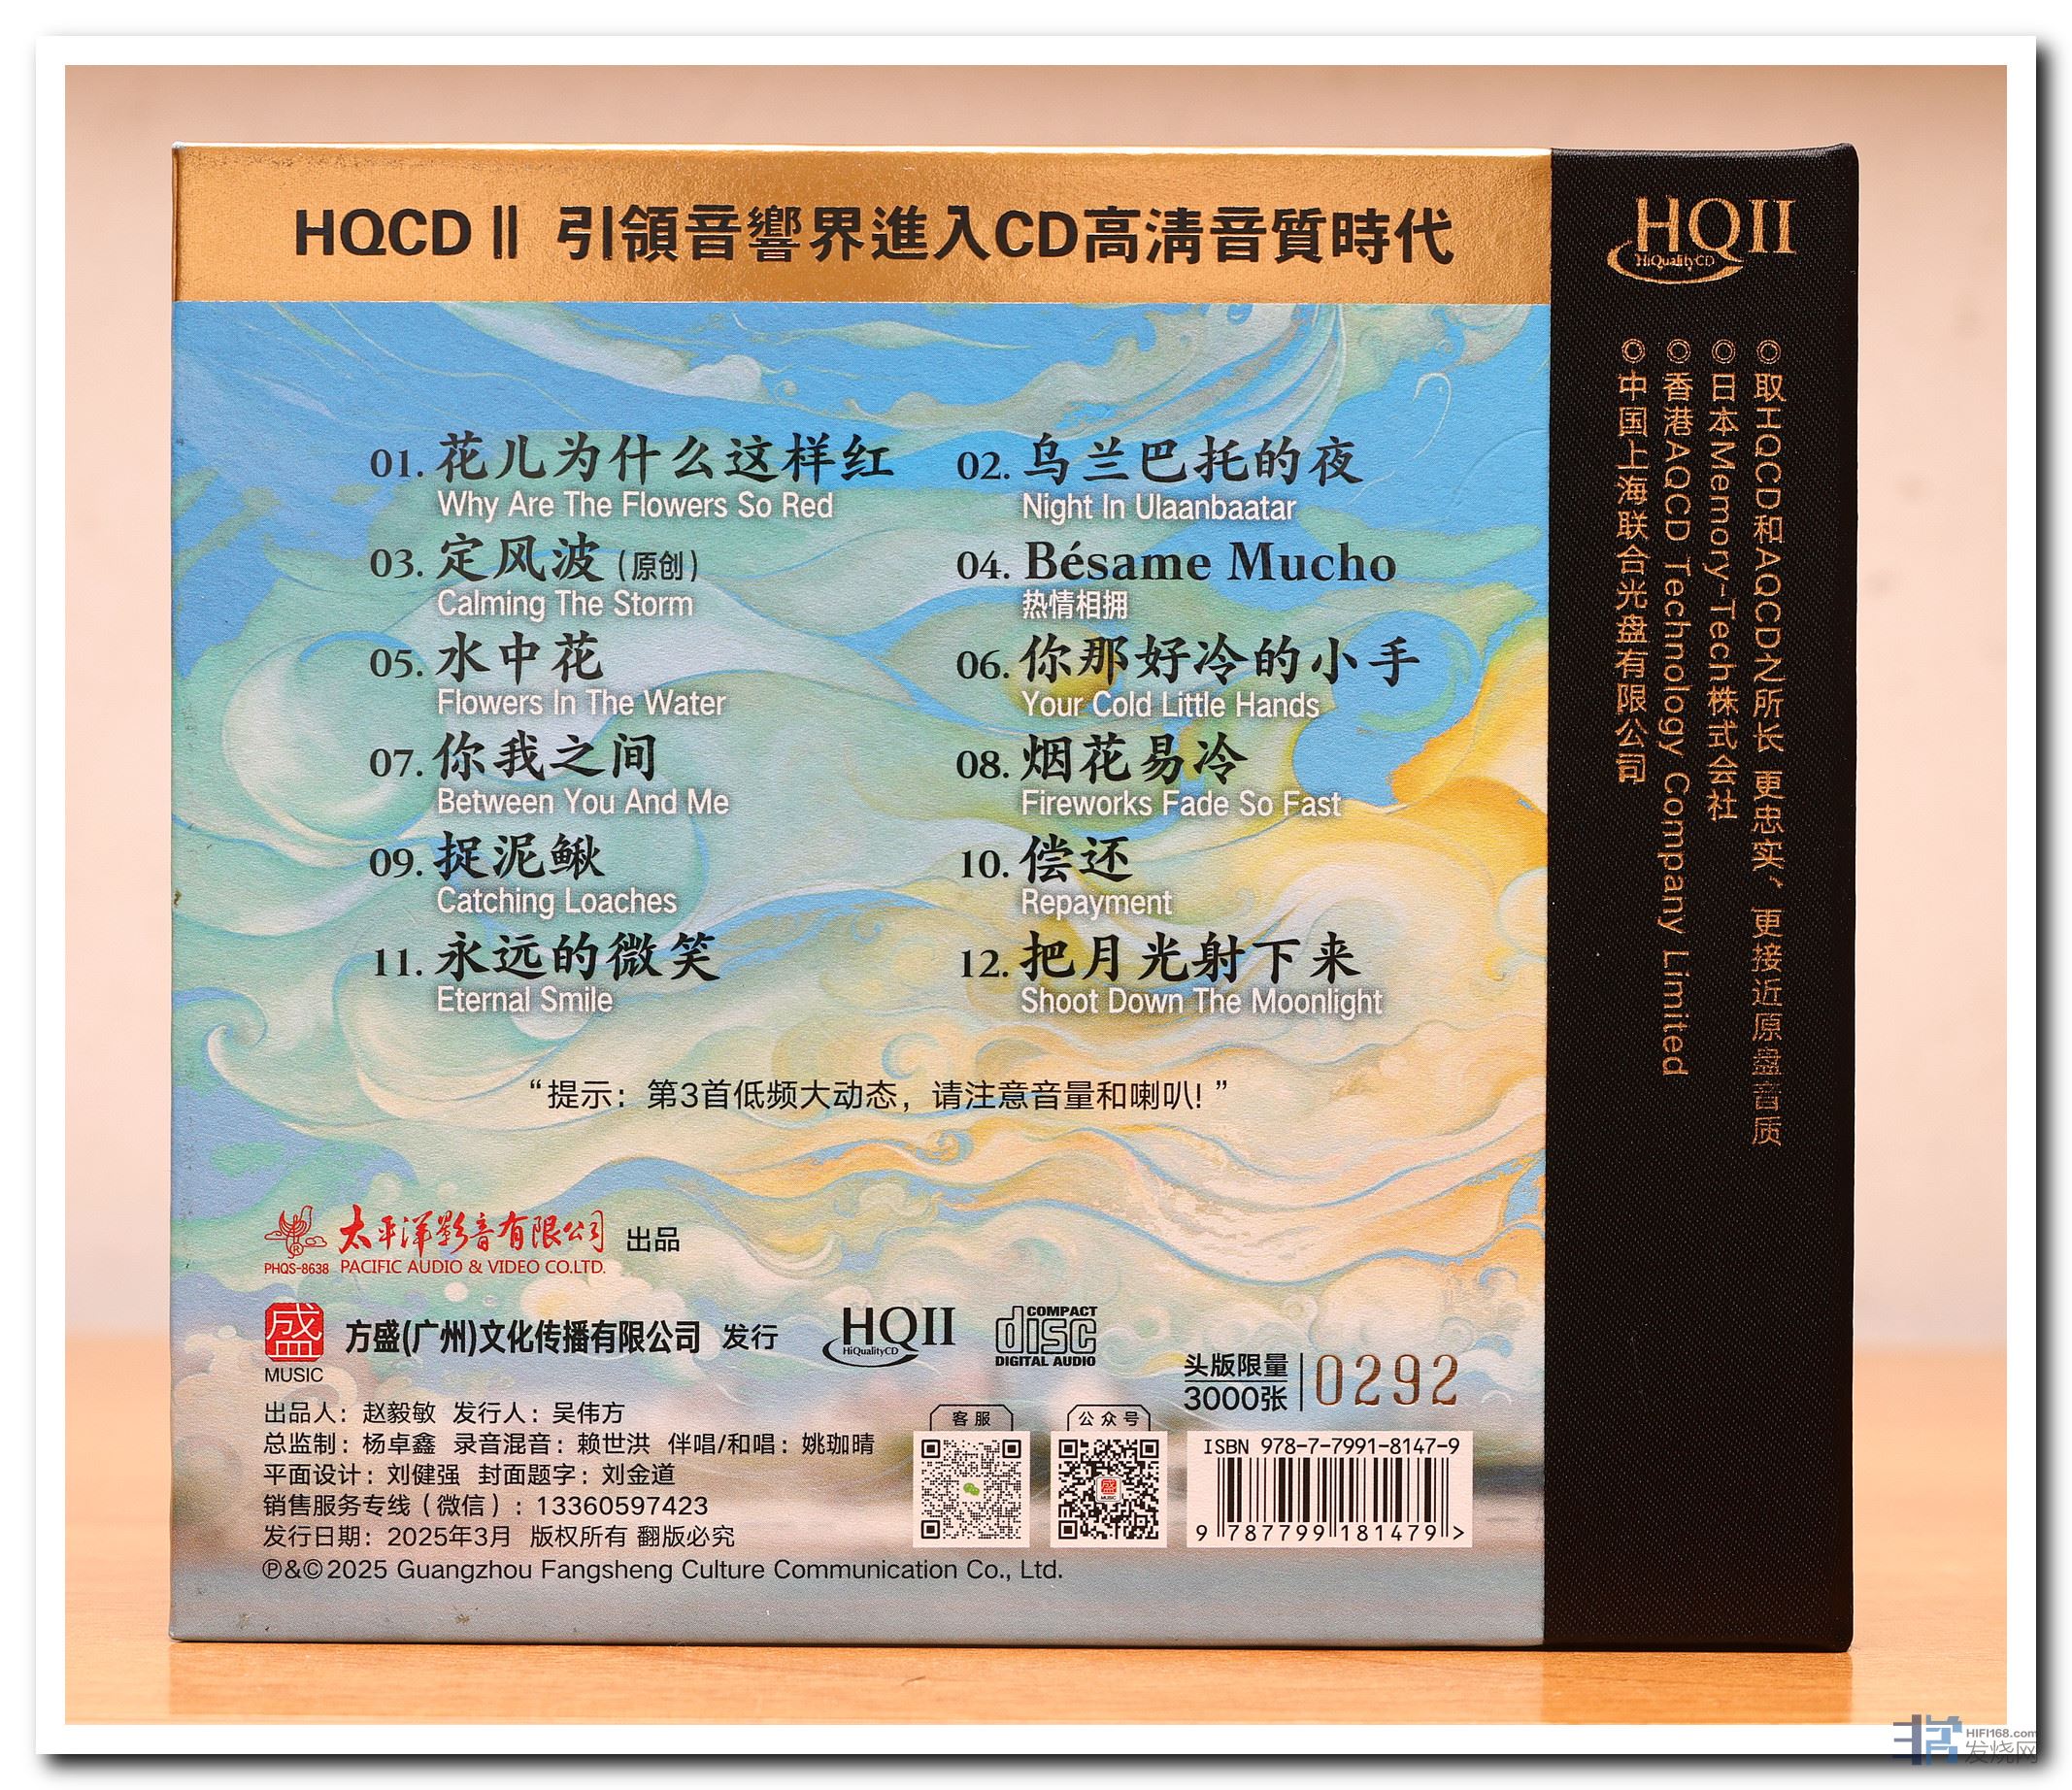 HQCDⅡ 引領音響界進入CD高清音質時代
01. 花儿为什么这样红
Why Are The Flowers So Red
02. 乌兰巴托的夜
Night In Ulaanbaatar
03. 定风波(原创)
Calming The Storm
04. Bésame Mucho
热情相拥
05. 水中花
Flowers In The Water
06. 你那好冷的小手
Your Cold Little Hands
07. 你我之间
Between You And Me
08. 烟花易冷
Fireworks Fade So Fast
09. 捉泥鳅
Catching Loaches
10. 偿还
Repayment
11. 永远的微笑
Eternal Smile
12. 把月光射下来
Shoot Down The Moonlight
“提示：第3首低频大动态，请注意音量和喇叭!”
太平洋影音有限公司 出品
PHQS-8638 PACIFIC AUDIO & VIDEO CO.LTD.
盛
MUSIC
方盛(广州)文化传播有限公司 发行
HQII
HiQualityCD
COMPACT
disc
DIGITAL AUDIO
头版限量
3000张
0292
出品人：赵毅敏 发行人：吴伟方
总监制：杨卓鑫 录音混音：赖世洪 伴唱/和唱：姚珈晴
平面设计：刘健强 封面题字：刘金道
销售服务专线（微信）：13360597423
发行日期：2025年3月 版权所有 翻版必究
℗&©2025 Guangzhou Fangsheng Culture Communication Co., Ltd.
客服
公众号
ISBN 978-7-7991-8147-9
9 787799 181479 >
HQII
HiQualityCD
◎取HQCD和AQCD之所长 更忠实、更接近原盘音质
◎日本Memory-Tech株式会社
◎香港AQCD Technology Company Limited
◎中国上海联合光盘有限公司
HIFI168.com
发烧网